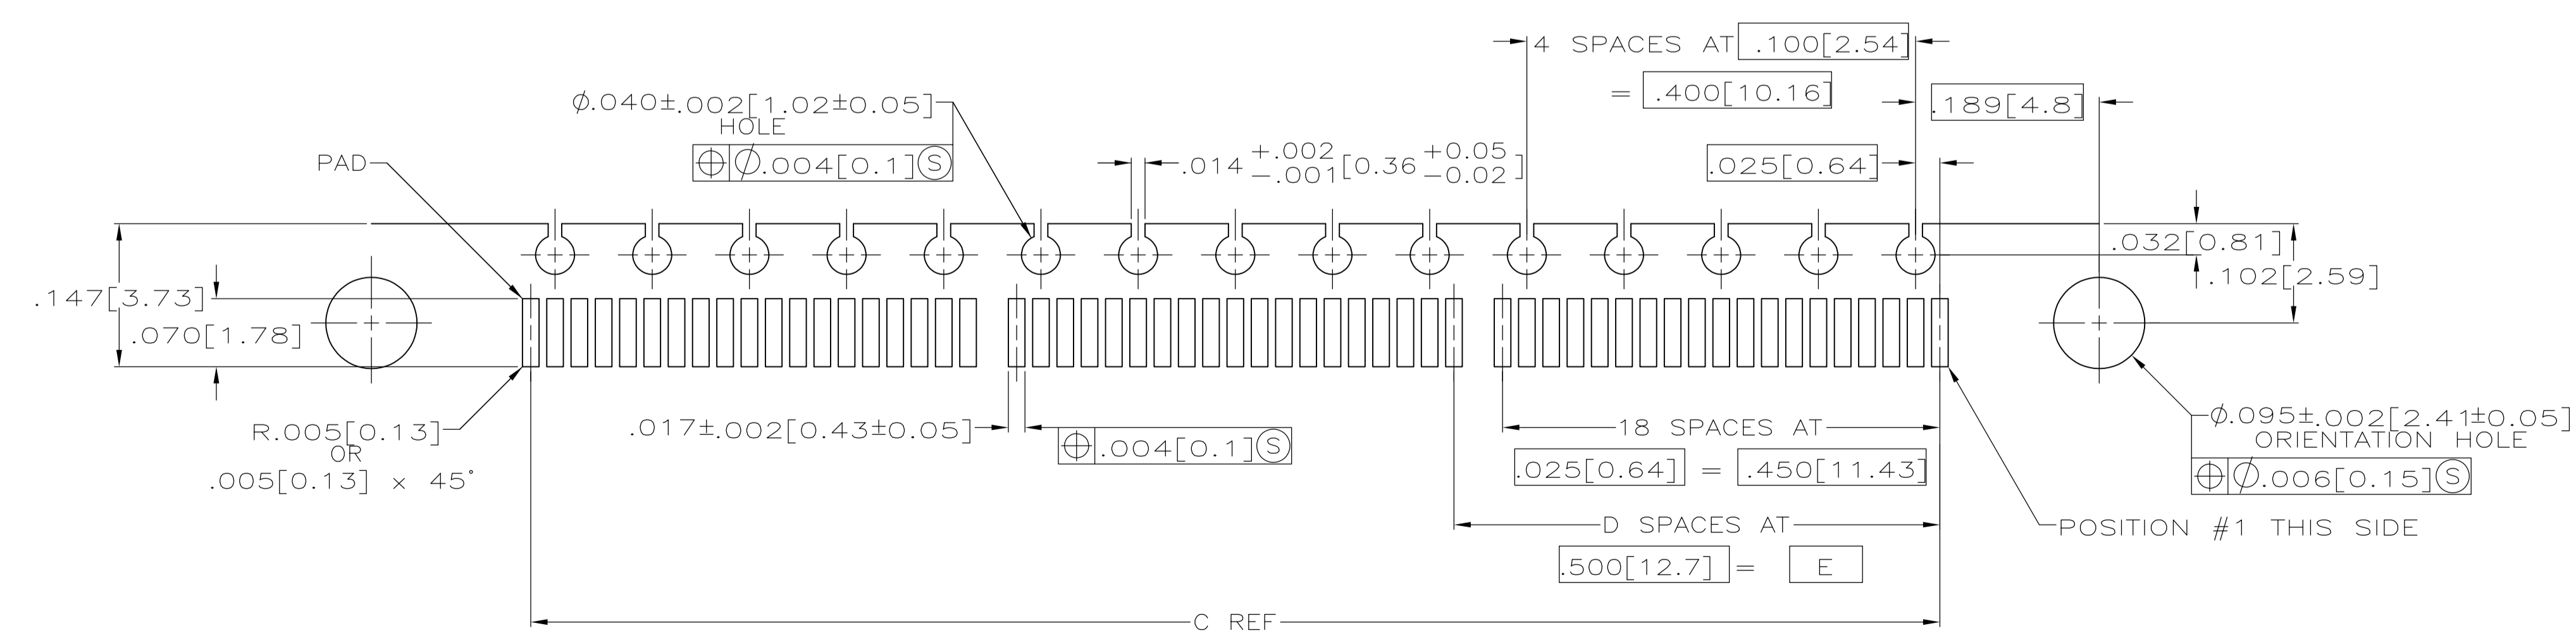 4 SPACES AT .100[2.54]
= .400[10.16]
.189[4.8]
∅.040±.002[1.02±0.05]
HOLE
⌖ ∅.004[0.1]Ⓢ
PAD
.014 +.002 -.001 [0.36 +0.05 -0.02]
.025[0.64]
.032[0.81]
.102[2.59]
.147[3.73]
.070[1.78]
R.005[0.13]
OR
.005[0.13] × 45°
.017±.002[0.43±0.05]
⌖ .004[0.1]Ⓢ
18 SPACES AT
.025[0.64] = .450[11.43]
∅.095±.002[2.41±0.05]
ORIENTATION HOLE
⌖ ∅.006[0.15]Ⓢ
D SPACES AT
.500[12.7] = E
POSITION #1 THIS SIDE
C REF